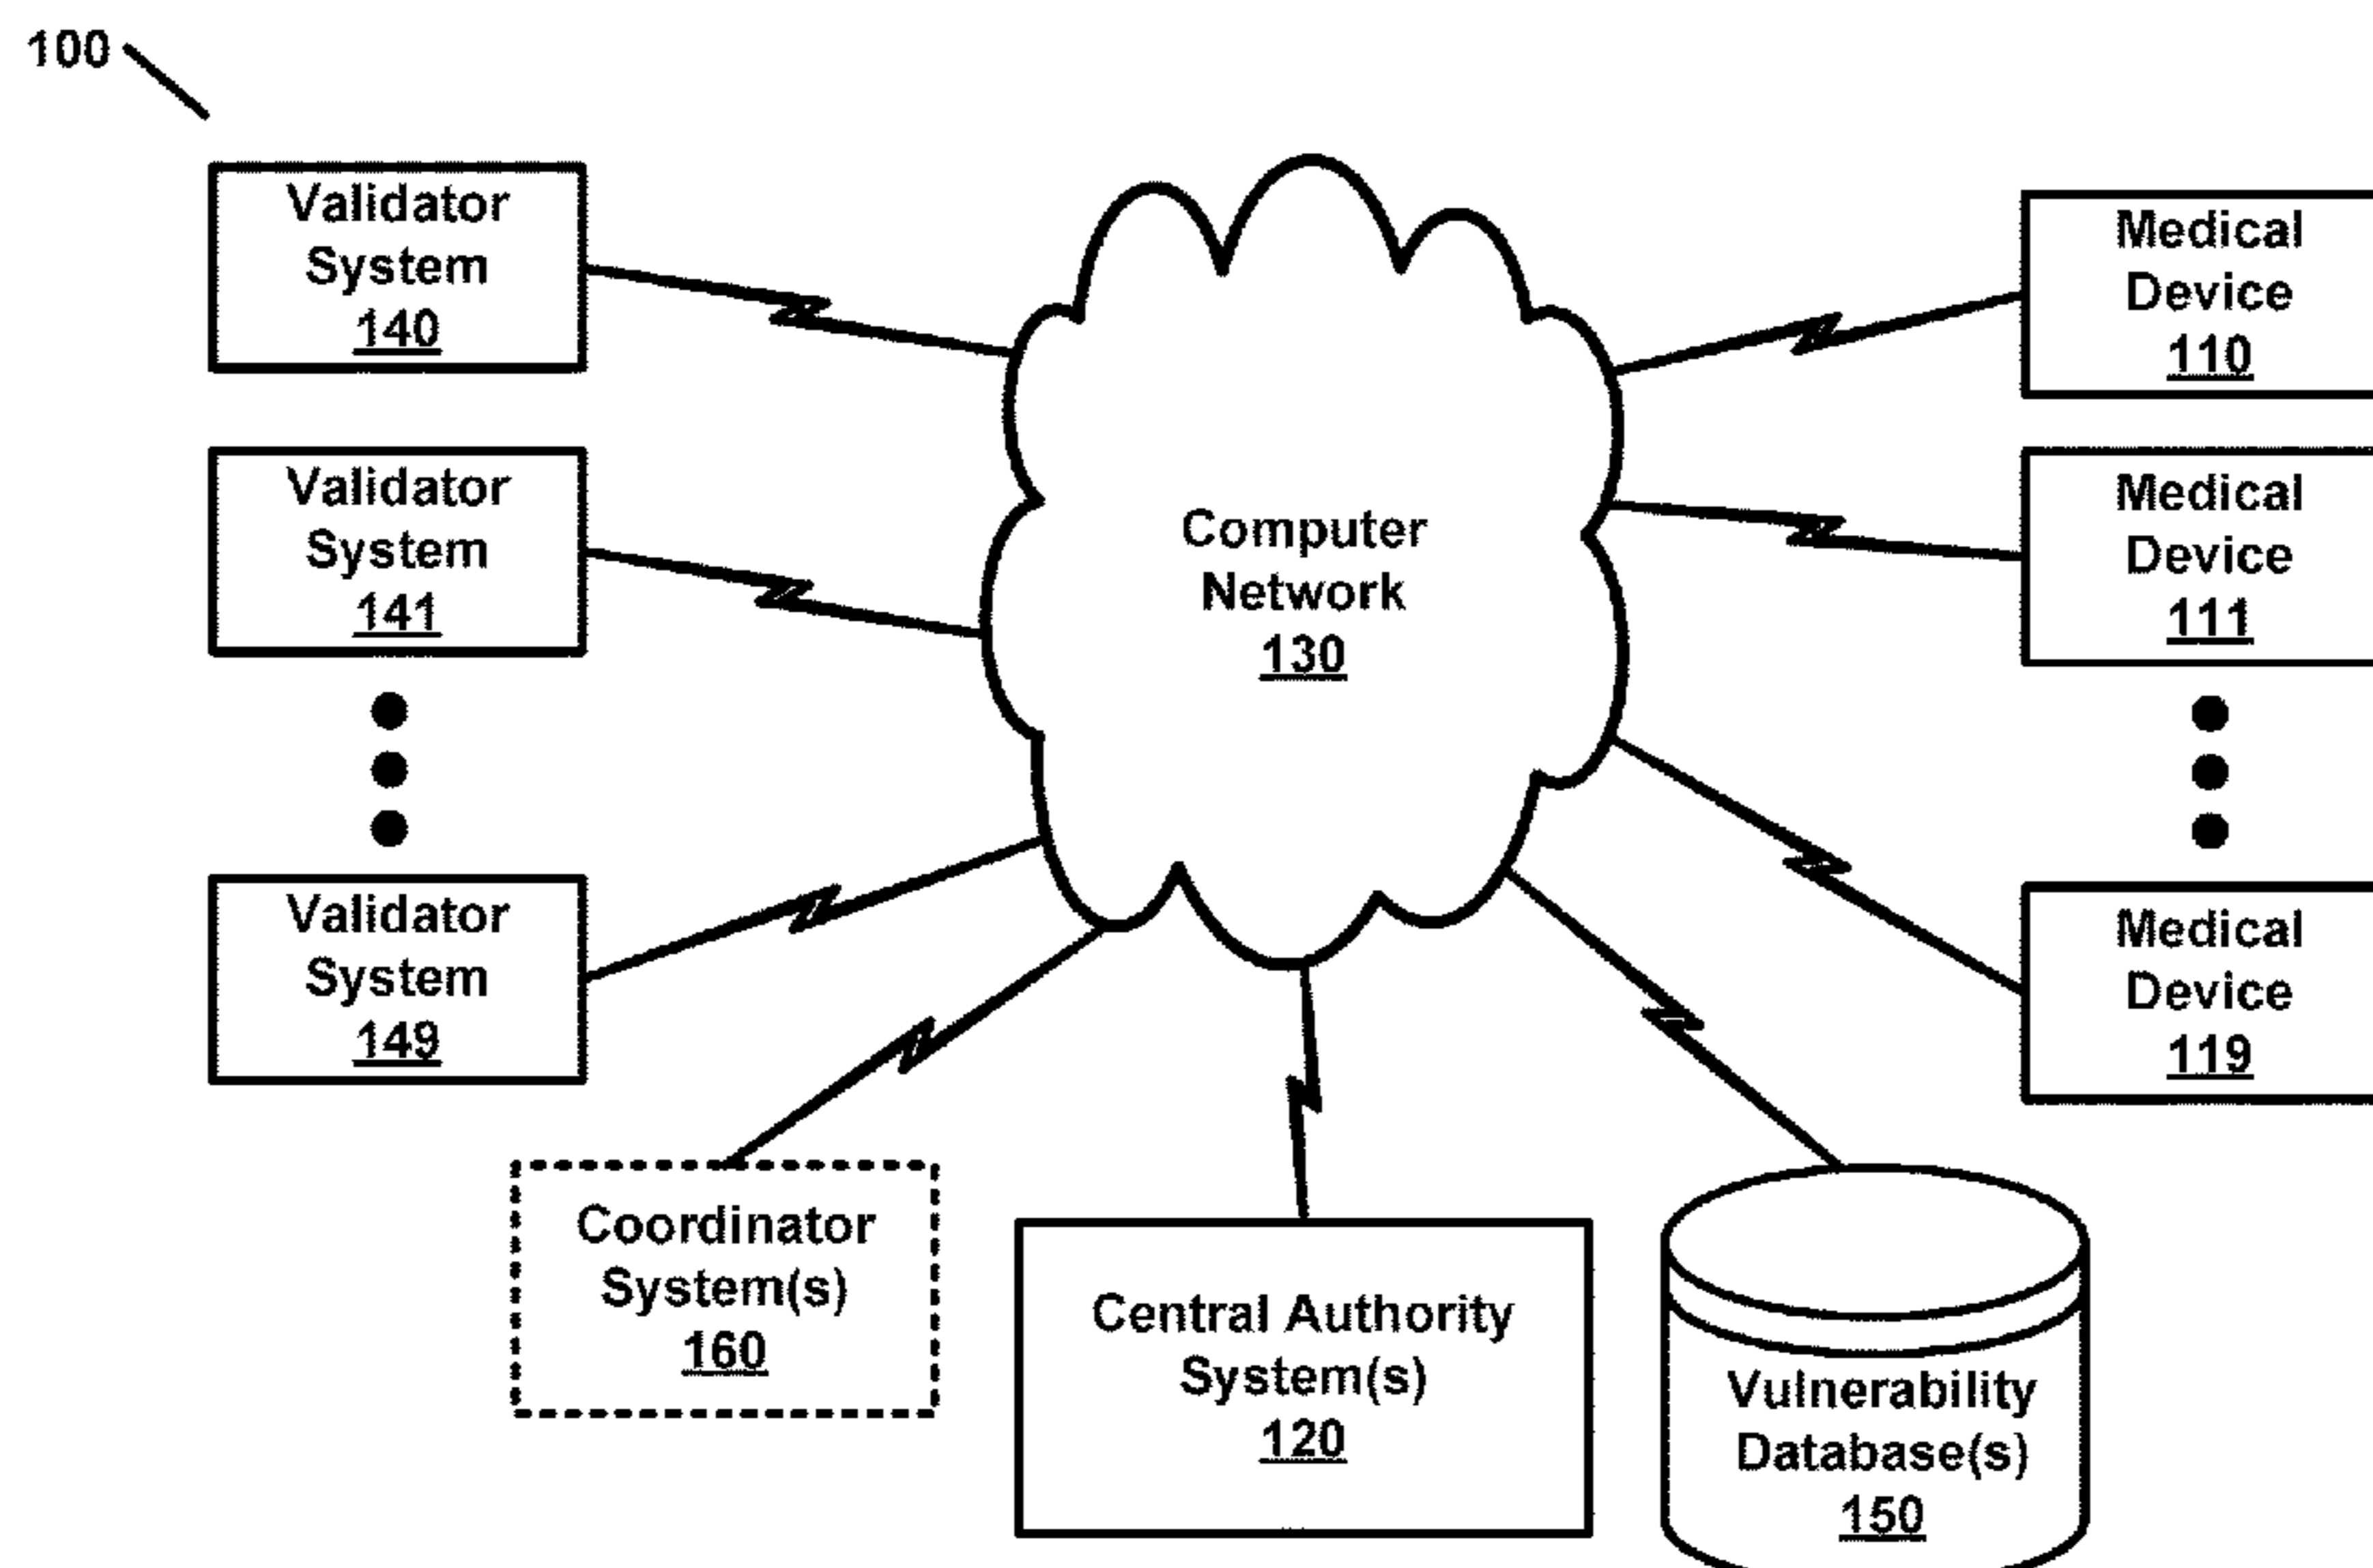 100
Validator
System
140
Validator
System
141
Validator
System
149
Computer
Network
130
Medical
Device
110
Medical
Device
111
Medical
Device
119
Coordinator
System(s)
160
Central Authority
System(s)
120
Vulnerability
Database(s)
150